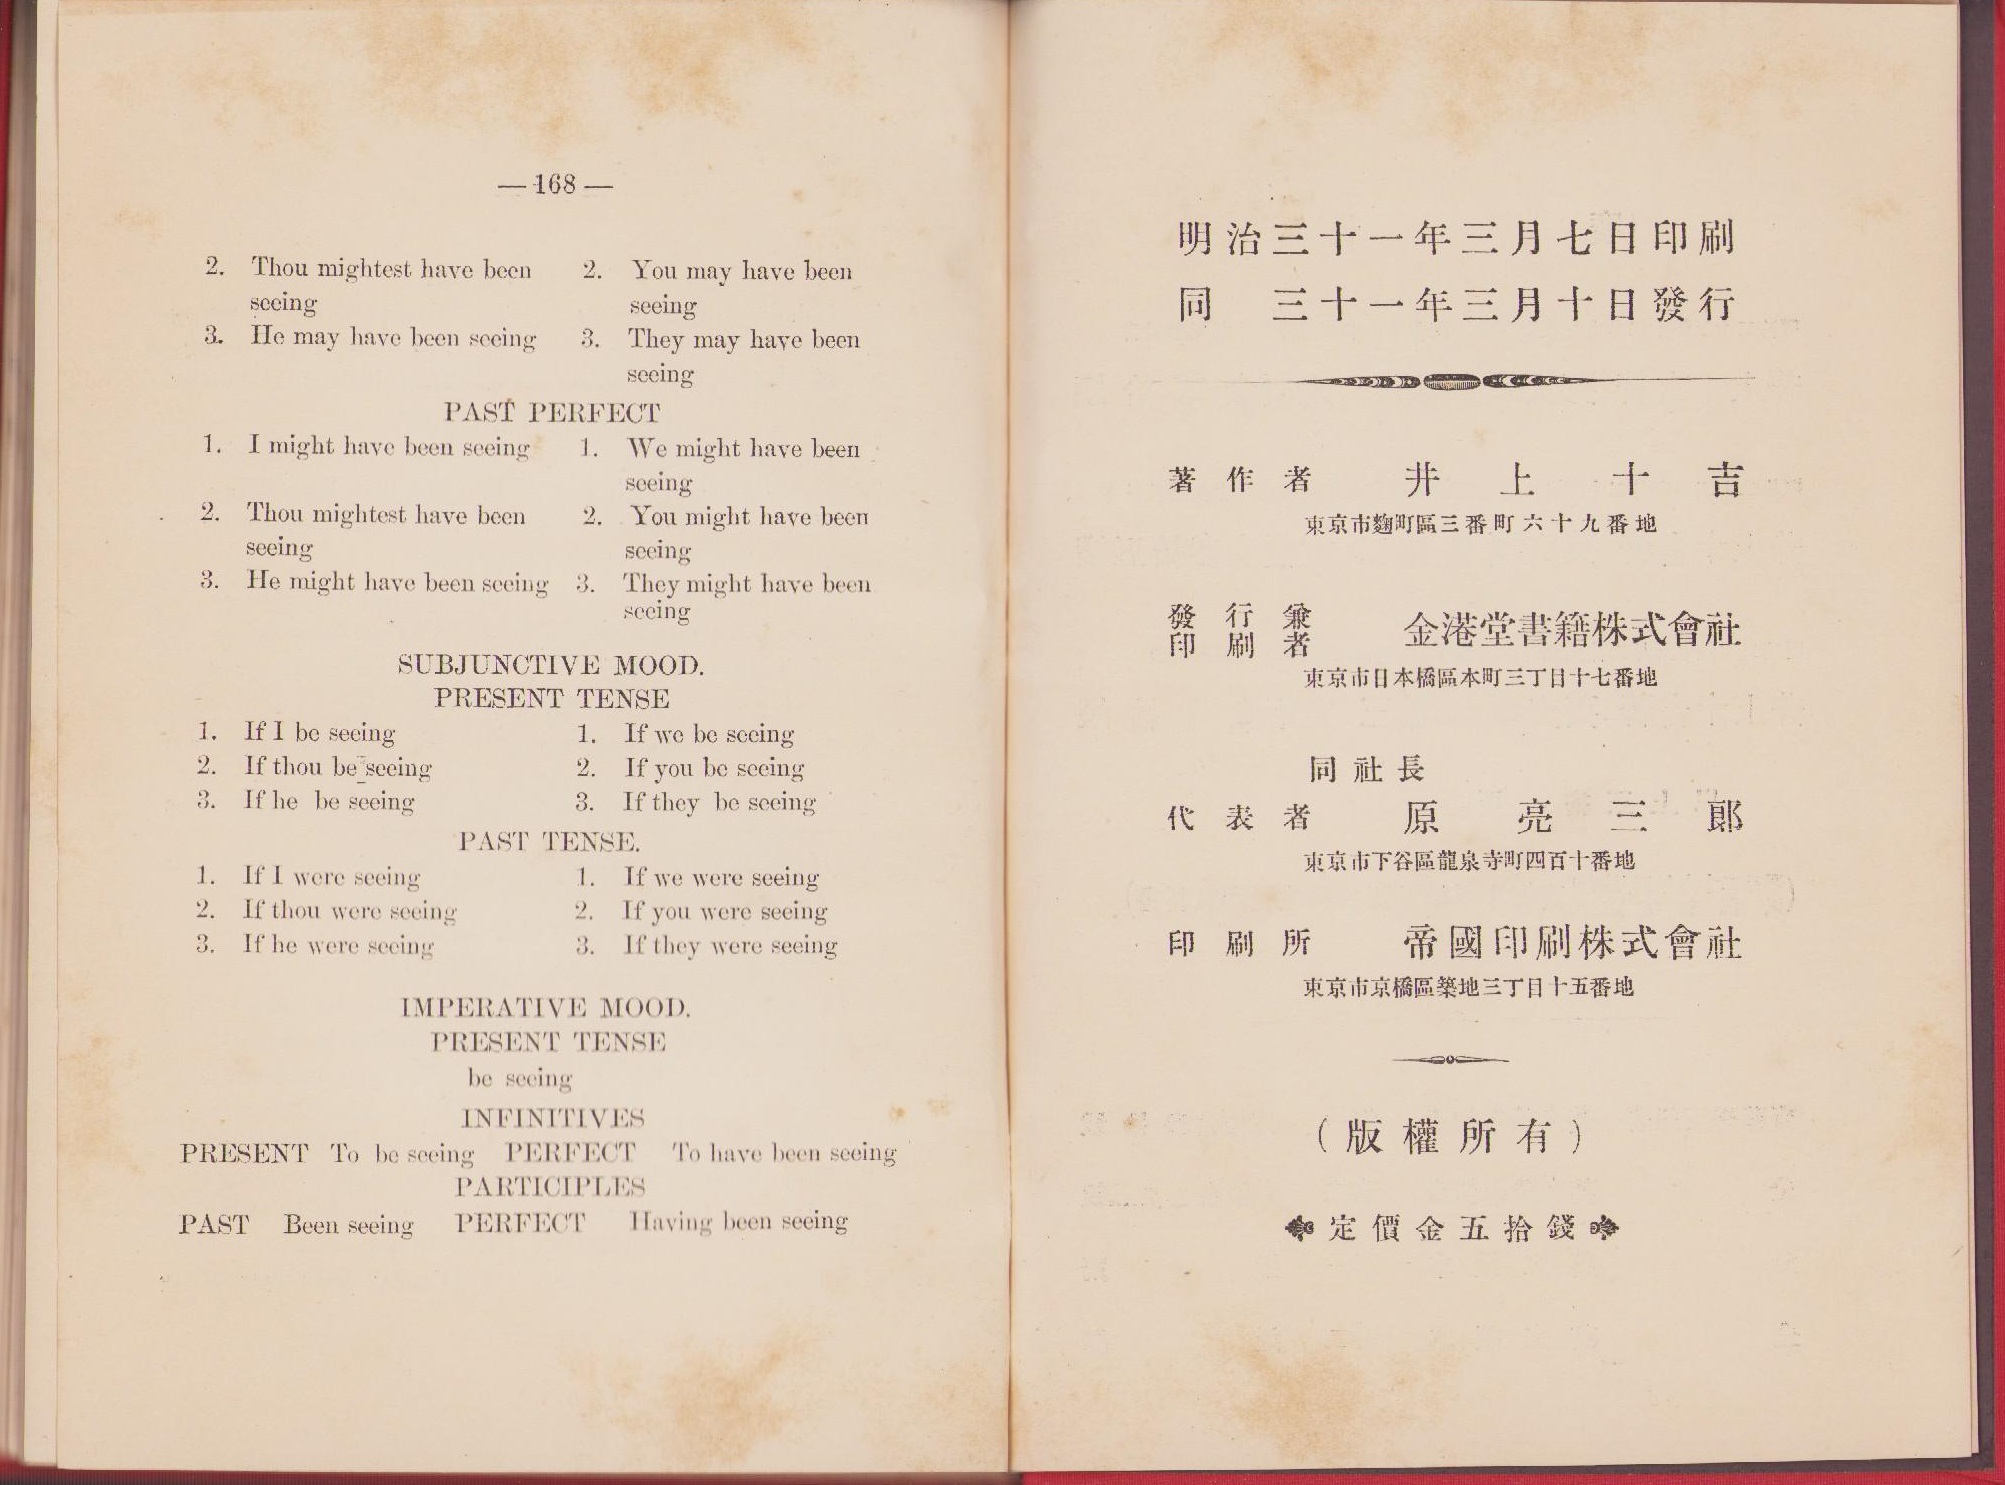 — 168 —
2. Thou mightest have been 2. You may have been
seeing seeing
3. He may have been seeing 3. They may have been
seeing
PAST PERFECT
1. I might have been seeing 1. We might have been
seeing
2. Thou mightest have been 2. You might have been
seeing seeing
3. He might have been seeing 3. They might have been
seeing
SUBJUNCTIVE MOOD.
PRESENT TENSE
1. If I be seeing 1. If we be seeing
2. If thou be seeing 2. If you be seeing
3. If he be seeing 3. If they be seeing
PAST TENSE.
1. If I were seeing 1. If we were seeing
2. If thou were seeing 2. If you were seeing
3. If he were seeing 3. If they were seeing
IMPERATIVE MOOD.
PRESENT TENSE
be seeing
INFINITIVES
PRESENT To be seeing PERFECT To have been seeing
PARTICIPLES
PAST Been seeing PERFECT Having been seeing
明治三十一年三月七日印刷
同 三十一年三月十日發行
著作者 井上十吉
東京市麴町區三番町六十九番地
發行兼
印刷者 金港堂書籍株式會社
東京市日本橋區本町三丁目十七番地
同社長
代表者 原亮三郎
東京市下谷區龍泉寺町四百十番地
印刷所 帝國印刷株式會社
東京市京橋區築地三丁目十五番地
(版權所有)
定價金五拾錢